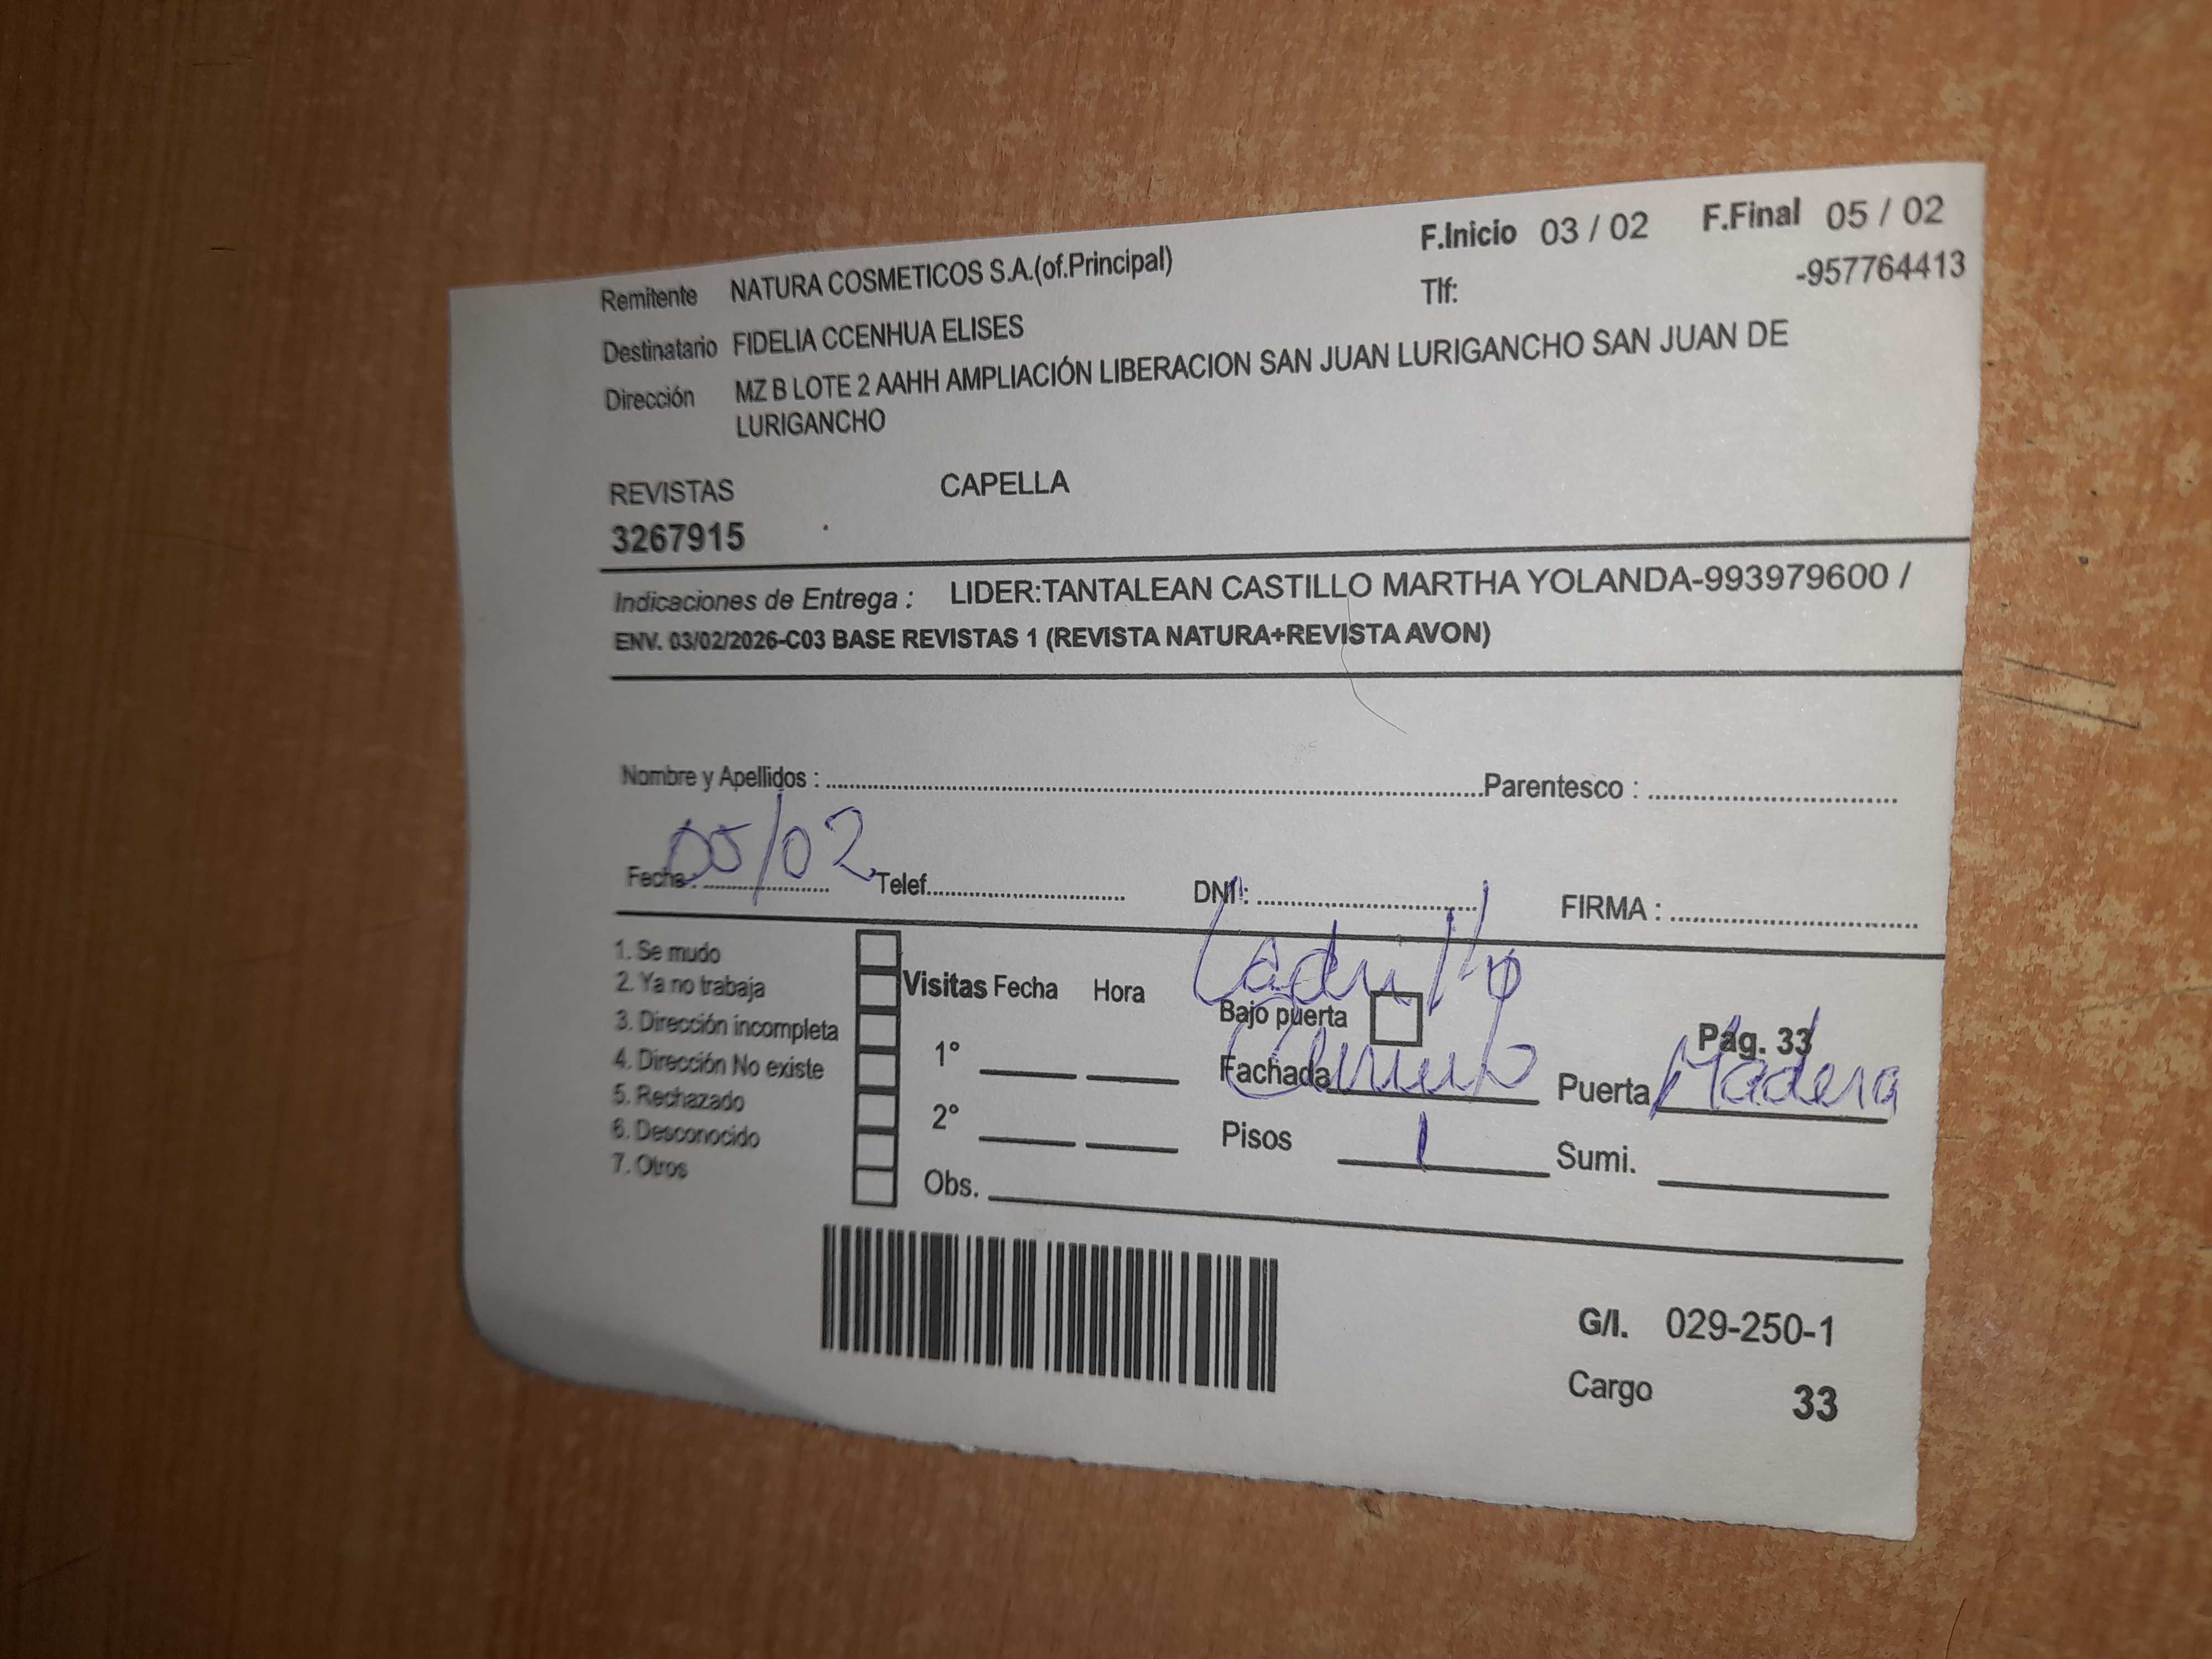 F.Inicio 03 / 02 F.Final 05 / 02
Remitente NATURA COSMETICOS S.A.(of.Principal) Tlf: -957764413
Destinatario FIDELIA CCENHUA ELISES
Dirección MZ B LOTE 2 AAHH AMPLIACIÓN LIBERACION SAN JUAN LURIGANCHO SAN JUAN DE
LURIGANCHO
REVISTAS CAPELLA
3267915
Indicaciones de Entrega : LIDER:TANTALEAN CASTILLO MARTHA YOLANDA-993979600 /
ENV. 03/02/2026-C03 BASE REVISTAS 1 (REVISTA NATURA+REVISTA AVON)
Nombre y Apellidos : Parentesco :
Fecha : 05/02 Telef. DNI : FIRMA :
1. Se mudo
2. Ya no trabaja
3. Dirección incompleta
4. Dirección No existe
5. Rechazado
6. Desconocido
7. Otros
Visitas Fecha Hora
1°
2°
Obs.
Ladrillo
Bajo puerta Pág. 33
Fachada Puerta Madera
Pisos 1 Sumi.
G/I. 029-250-1
Cargo 33